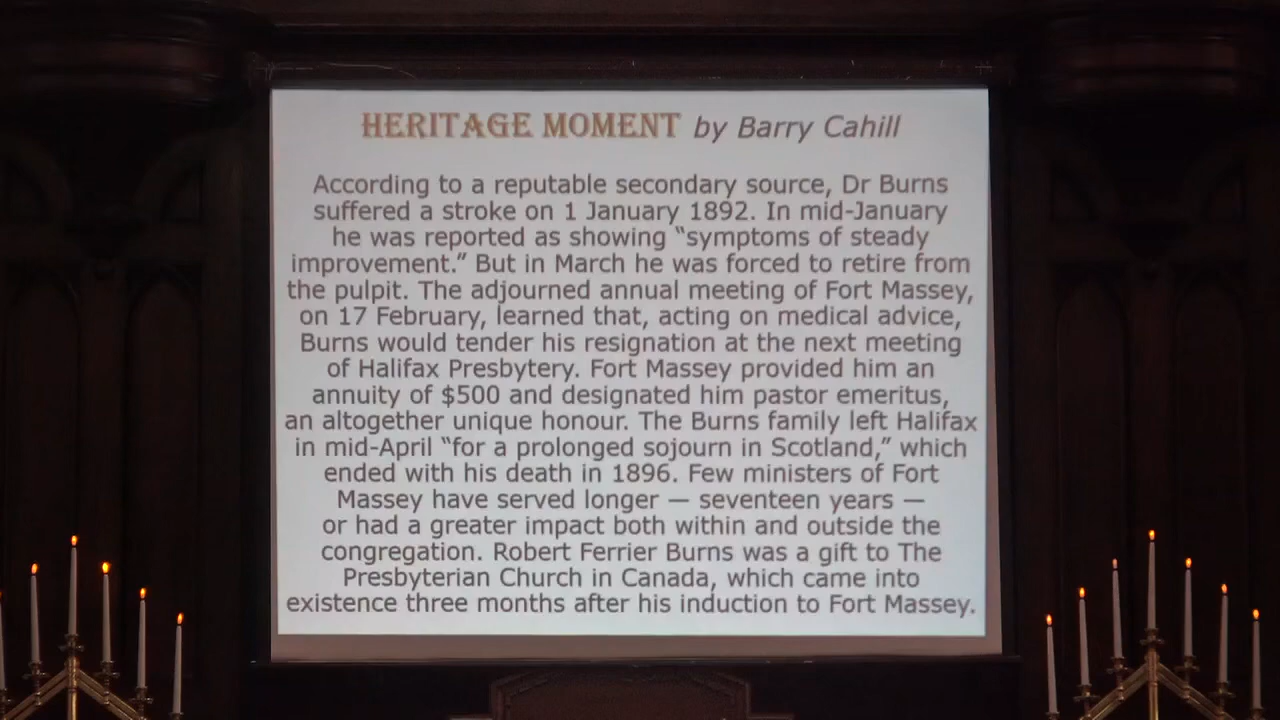 HERITAGE MOMENT by Barry Cahill
According to a reputable secondary source, Dr Burns
suffered a stroke on 1 January 1892. In mid-January
he was reported as showing “symptoms of steady
improvement.” But in March he was forced to retire from
the pulpit. The adjourned annual meeting of Fort Massey,
on 17 February, learned that, acting on medical advice,
Burns would tender his resignation at the next meeting
of Halifax Presbytery. Fort Massey provided him an
annuity of $500 and designated him pastor emeritus,
an altogether unique honour. The Burns family left Halifax
in mid-April “for a prolonged sojourn in Scotland,” which
ended with his death in 1896. Few ministers of Fort
Massey have served longer — seventeen years —
or had a greater impact both within and outside the
congregation. Robert Ferrier Burns was a gift to The
Presbyterian Church in Canada, which came into
existence three months after his induction to Fort Massey.